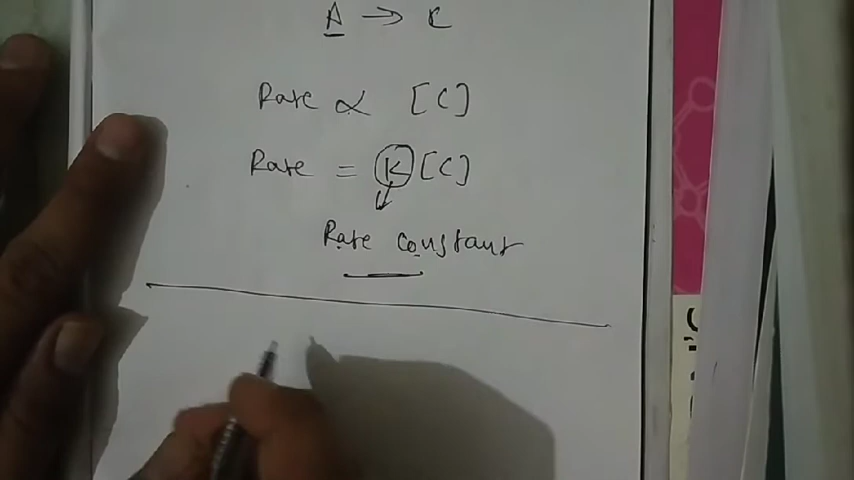 A → C
Rate ∝ [C]
Rate = K [C]
Rate constant